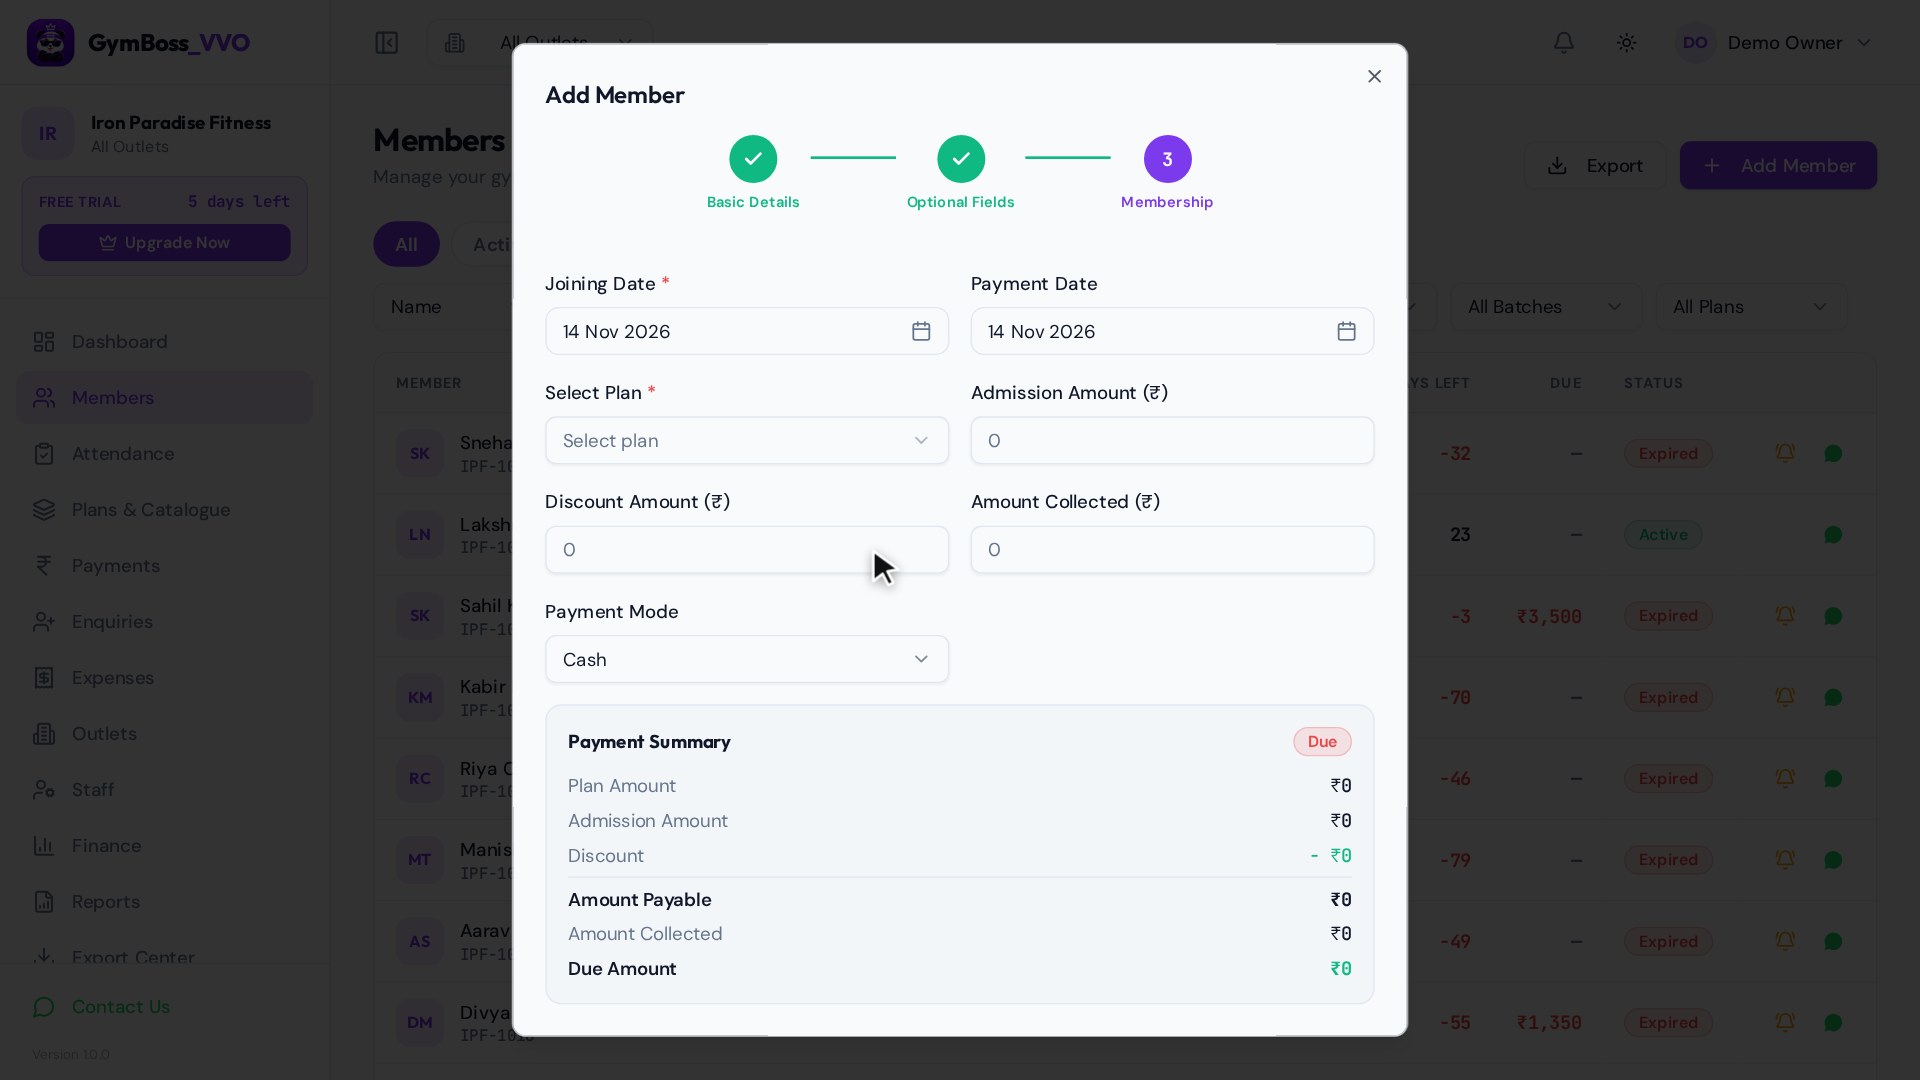 GymBoss_VVO
All Outlets
DO
Demo Owner
IR
Iron Paradise Fitness
All Outlets
FREE TRIAL
5 days left
Upgrade Now
Dashboard
Members
Attendance
Plans & Catalogue
Payments
Enquiries
Expenses
Outlets
Staff
Finance
Reports
Export Center
Contact Us
Version 1.0.0
Members
Manage your gy
Export
Add Member
All
Name
All Batches
All Plans
MEMBER
LEFT
DUE
STATUS
SK
Sneha
-32
–
Expired
LN
23
–
Active
SK
Sahil
-3
₹3,500
Expired
KM
Kabir
-70
–
Expired
RC
Riya
-46
–
Expired
MT
-79
–
Expired
AS
Aarav
-49
–
Expired
DM
Divya
-55
₹1,350
Expired
Add Member
3
Basic Details
Optional Fields
Membership
Joining Date *
Payment Date
14 Nov 2026
14 Nov 2026
Select Plan *
Admission Amount (₹)
Select plan
0
Discount Amount (₹)
Amount Collected (₹)
0
0
Payment Mode
Cash
Payment Summary
Due
Plan Amount
₹0
Admission Amount
₹0
Discount
- ₹0
Amount Payable
₹0
Amount Collected
₹0
Due Amount
₹0